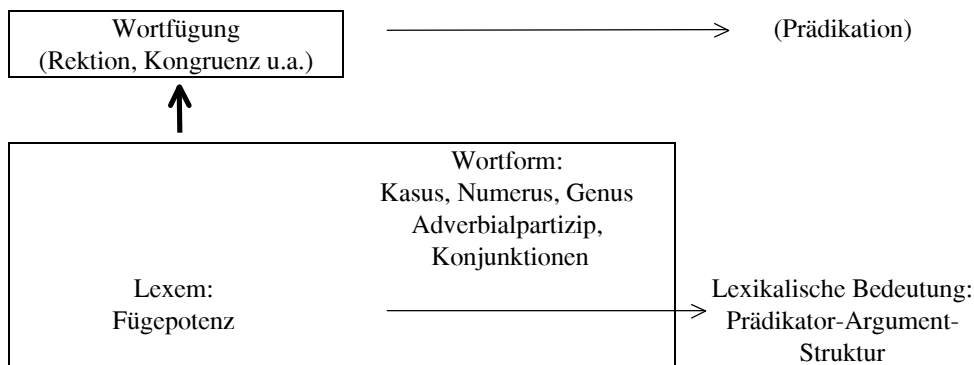 Wortfügung
(Rektion, Kongruenz u.a.)
(Prädikation)
Wortform:
Kasus, Numerus, Genus
Adverbialpartizip,
Konjunktionen
Lexem:
Fügepotenz
Lexikalische Bedeutung:
Prädikator-Argument-
Struktur